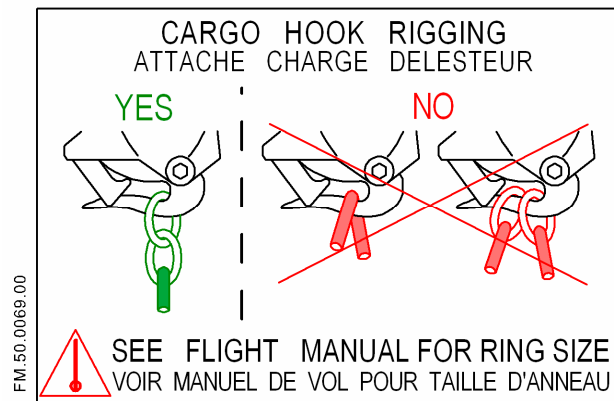 CARGO HOOK RIGGING
ATTACHE CHARGE DELESTEUR
YES
NO
SEE FLIGHT MANUAL FOR RING SIZE
VOIR MANUEL DE VOL POUR TAILLE D'ANNEAU
FM.50.0069.00